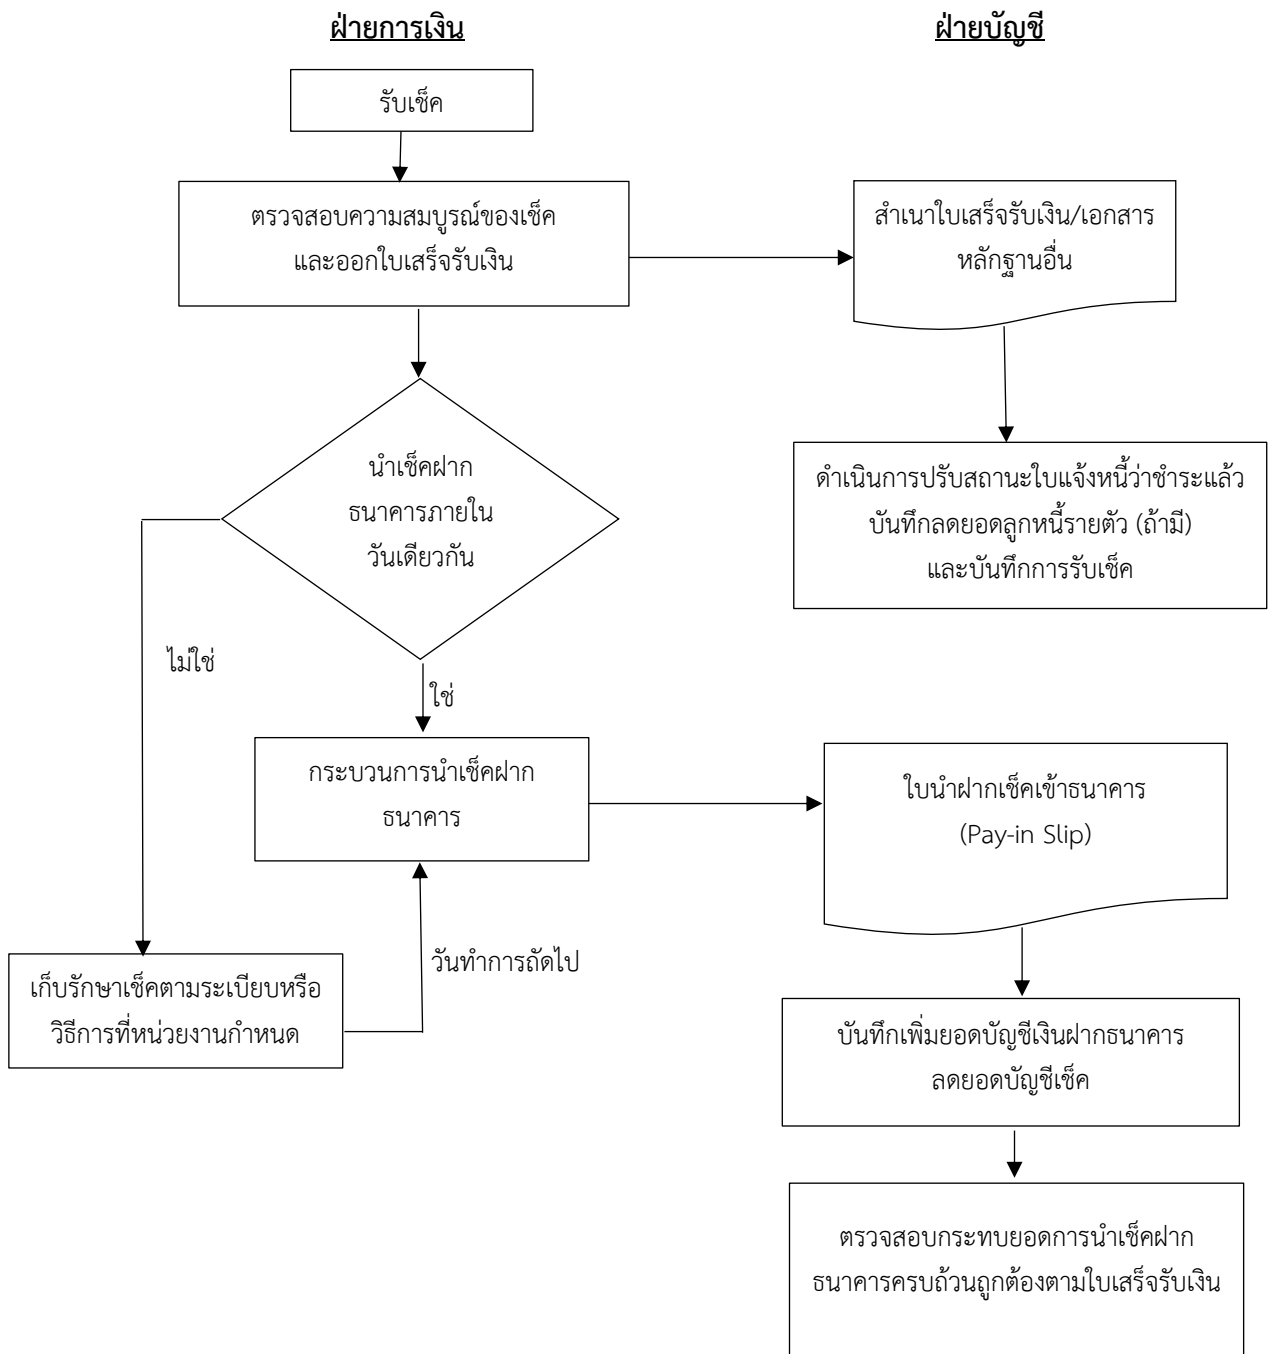 ฝ่ายการเงิน
ฝ่ายบัญชี
รับเช็ค
ตรวจสอบความสมบูรณ์ของเช็ค
และออกใบเสร็จรับเงิน
สำเนาใบเสร็จรับเงิน/เอกสาร
หลักฐานอื่น
นำเช็คฝาก
ธนาคารภายใน
วันเดียวกัน
ดำเนินการปรับสถานะใบแจ้งหนี้ว่าชำระแล้ว
บันทึกลดยอดลูกหนี้รายตัว (ถ้ามี)
และบันทึกการรับเช็ค
ไม่ใช่
ใช่
กระบวนการนำเช็คฝาก
ธนาคาร
ใบนำฝากเช็คเข้าธนาคาร
(Pay-in Slip)
วันทำการถัดไป
เก็บรักษาเช็คตามระเบียบหรือ
วิธีการที่หน่วยงานกำหนด
บันทึกเพิ่มยอดบัญชีเงินฝากธนาคาร
ลดยอดบัญชีเช็ค
ตรวจสอบกระทบยอดการนำเช็คฝาก
ธนาคารครบถ้วนถูกต้องตามใบเสร็จรับเงิน